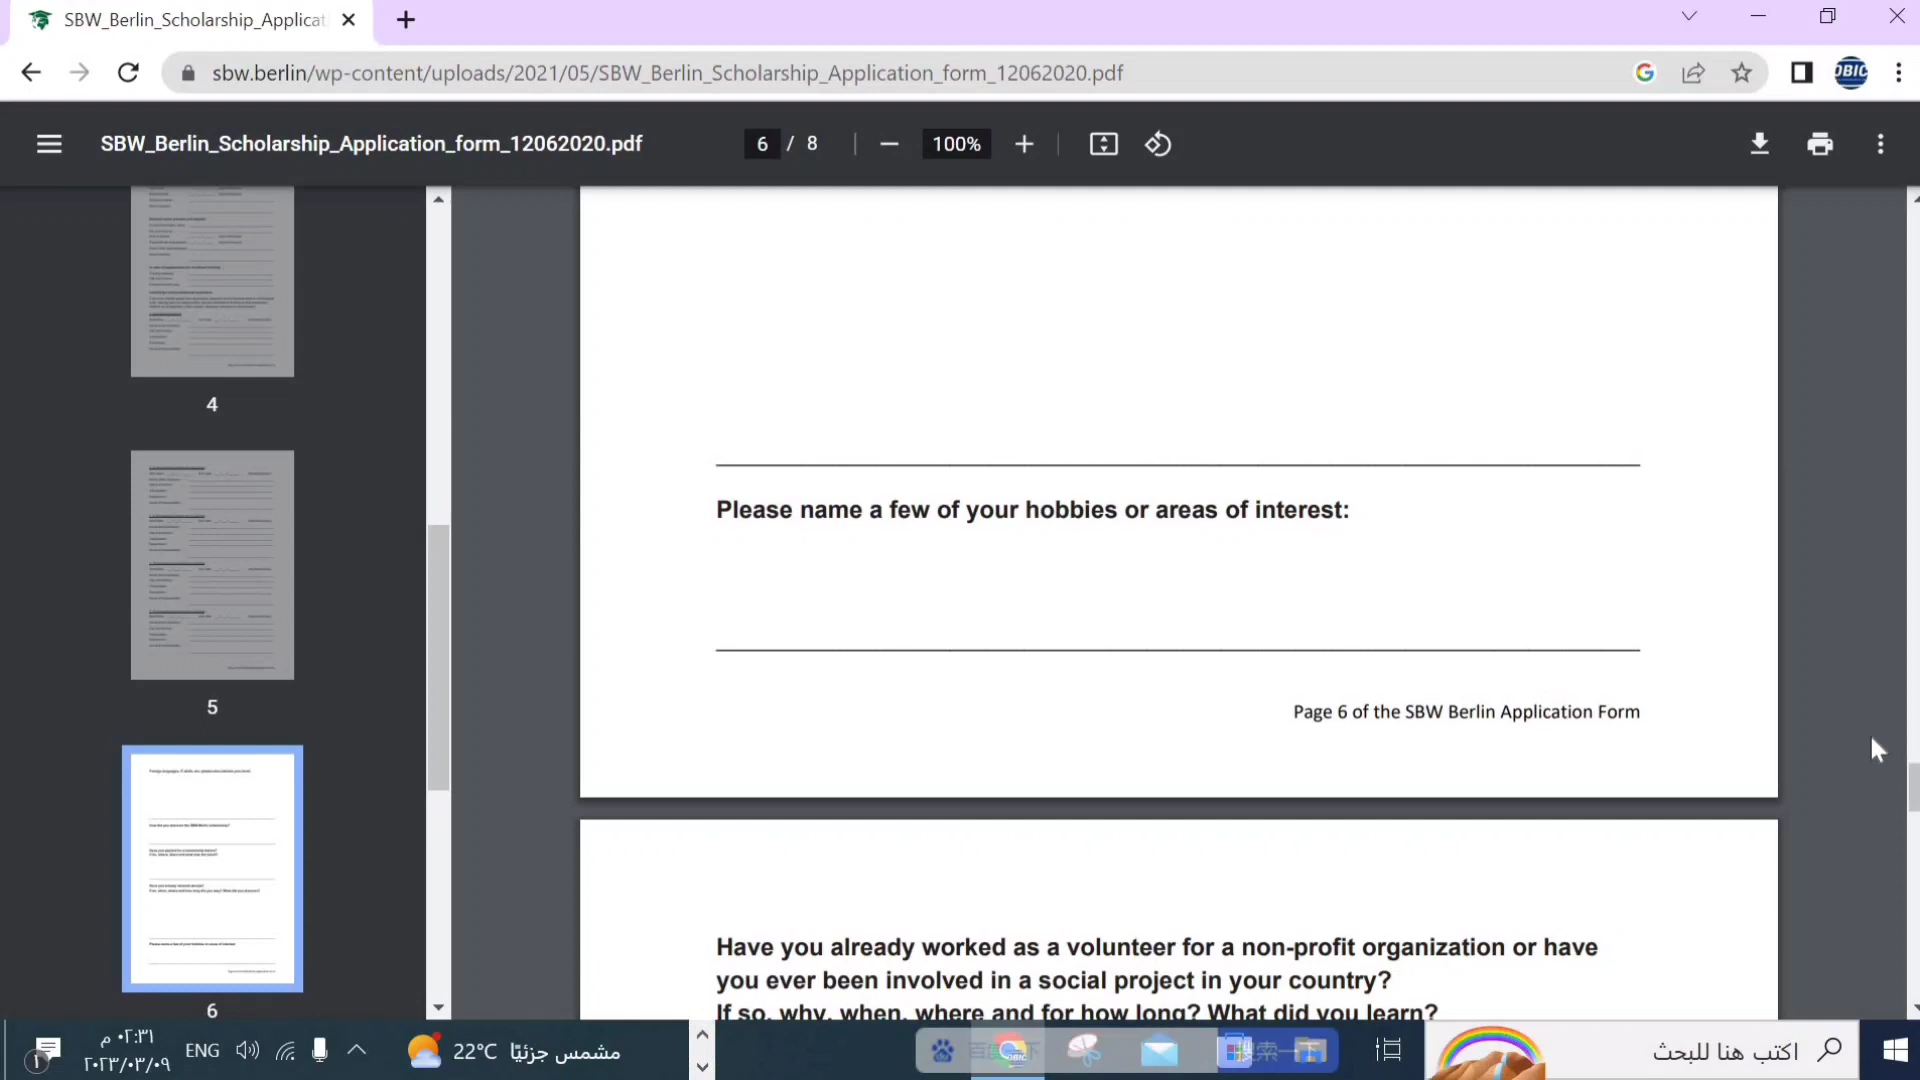 SBW_Berlin_Scholarship_Applicat
sbw.berlin/wp-content/uploads/2021/05/SBW_Berlin_Scholarship_Application_form_12062020.pdf
SBW_Berlin_Scholarship_Application_form_12062020.pdf
6 / 8
100%
4
5
6
Please name a few of your hobbies or areas of interest:
Page 6 of the SBW Berlin Application Form
Have you already worked as a volunteer for a non-profit organization or have
you ever been involved in a social project in your country?
If so, why, when, where and for how long? What did you learn?
٠٢:٣١ م
٢٠٢٣/٠٣/٠٩
ENG
22°C مشمس جزئيًا
اكتب هنا للبحث